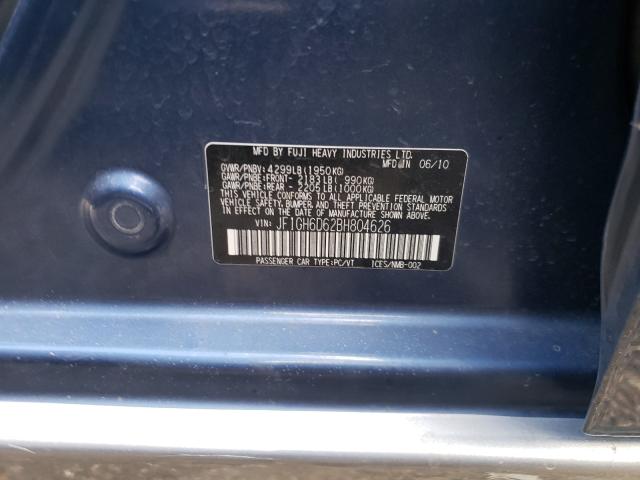 MFD BY FUJI HEAVY INDUSTRIES LTD.
MFD IN 06/10
GVWR/PNBV: 4299LB (1950KG)
GAWR/PNBE:FRONT- 2183LB( 990KG)
GAWR/PNBE:REAR - 2205LB(1000KG)
THIS VEHICLE CONFORMS TO ALL
APPLICABLE FEDERAL MOTOR
VEHICLE SAFETY, BUMPER, AND THEFT PREVENTION STANDARDS
IN EFFECT ON THE DATE OF MANUFACTURE SHOWN ABOVE.
VIN: JF1GH6D62BH804626
PASSENGER CAR TYPE:PC/VT ICES/NMB-002